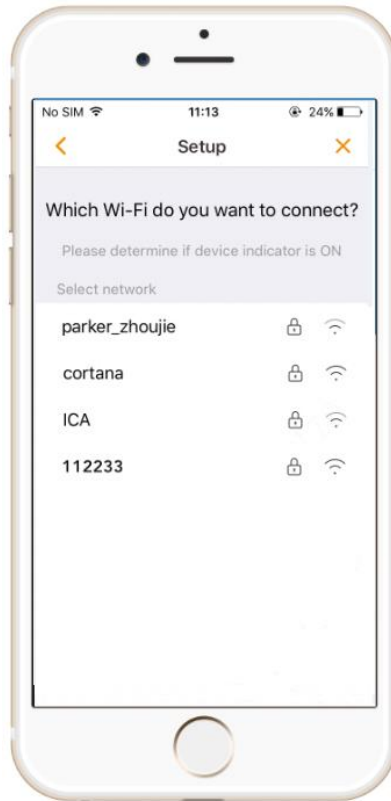 No SIM 11:13 24%
Setup
Which Wi-Fi do you want to connect?
Please determine if device indicator is ON
Select network
parker_zhoujie
cortana
ICA
112233